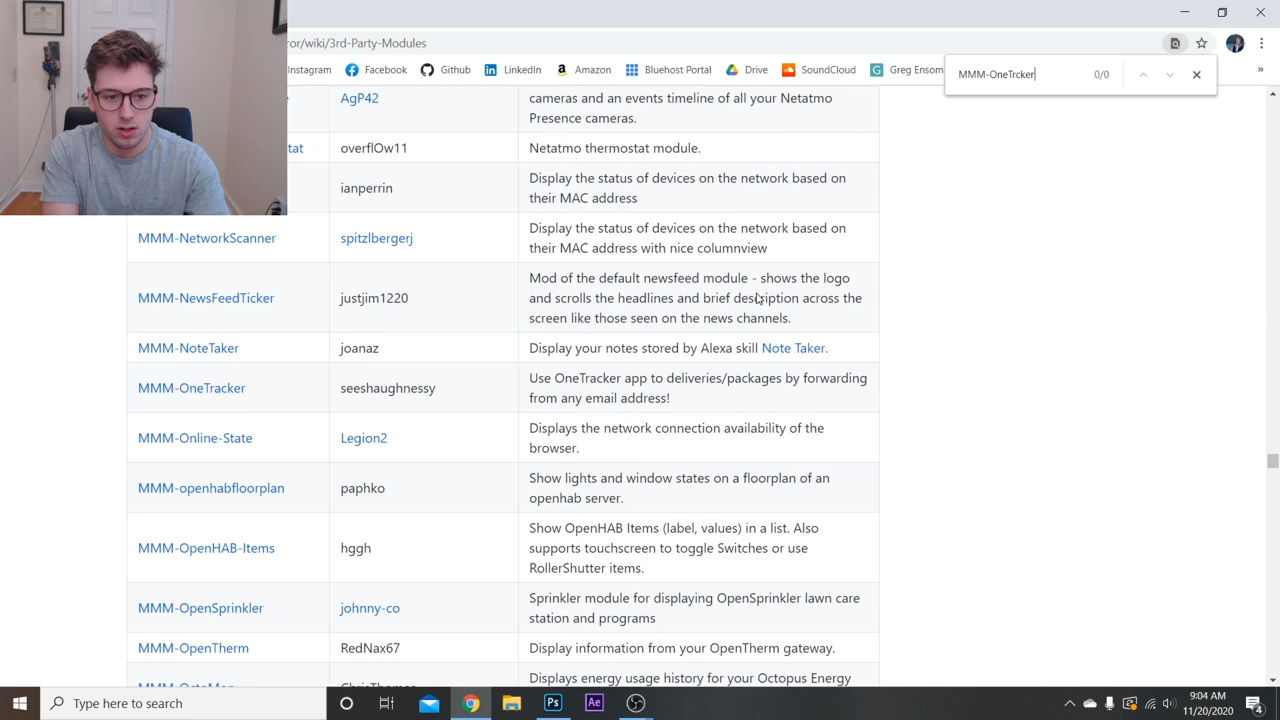 ror/wiki/3rd-Party-Modules
MMM-OneTrcker 0/0
Instagram Facebook Github LinkedIn Amazon Bluehost Portal Drive SoundCloud Greg Ensom »
AgP42 cameras and an events timeline of all your Netatmo
Presence cameras.
tat overflOw11 Netatmo thermostat module.
ianperrin Display the status of devices on the network based on
their MAC address
MMM-NetworkScanner spitzlbergerj Display the status of devices on the network based on
their MAC address with nice columnview
MMM-NewsFeedTicker justjim1220 Mod of the default newsfeed module - shows the logo
and scrolls the headlines and brief description across the
screen like those seen on the news channels.
MMM-NoteTaker joanaz Display your notes stored by Alexa skill Note Taker.
MMM-OneTracker seeshaughnessy Use OneTracker app to deliveries/packages by forwarding
from any email address!
MMM-Online-State Legion2 Displays the network connection availability of the
browser.
MMM-openhabfloorplan paphko Show lights and window states on a floorplan of an
openhab server.
MMM-OpenHAB-Items hggh Show OpenHAB Items (label, values) in a list. Also
supports touchscreen to toggle Switches or use
RollerShutter items.
MMM-OpenSprinkler johnny-co Sprinkler module for displaying OpenSprinkler lawn care
station and programs
MMM-OpenTherm RedNax67 Display information from your OpenTherm gateway.
Displays energy usage history for your Octopus Energy
Type here to search
Ps Ae
9:04 AM
11/20/2020
4